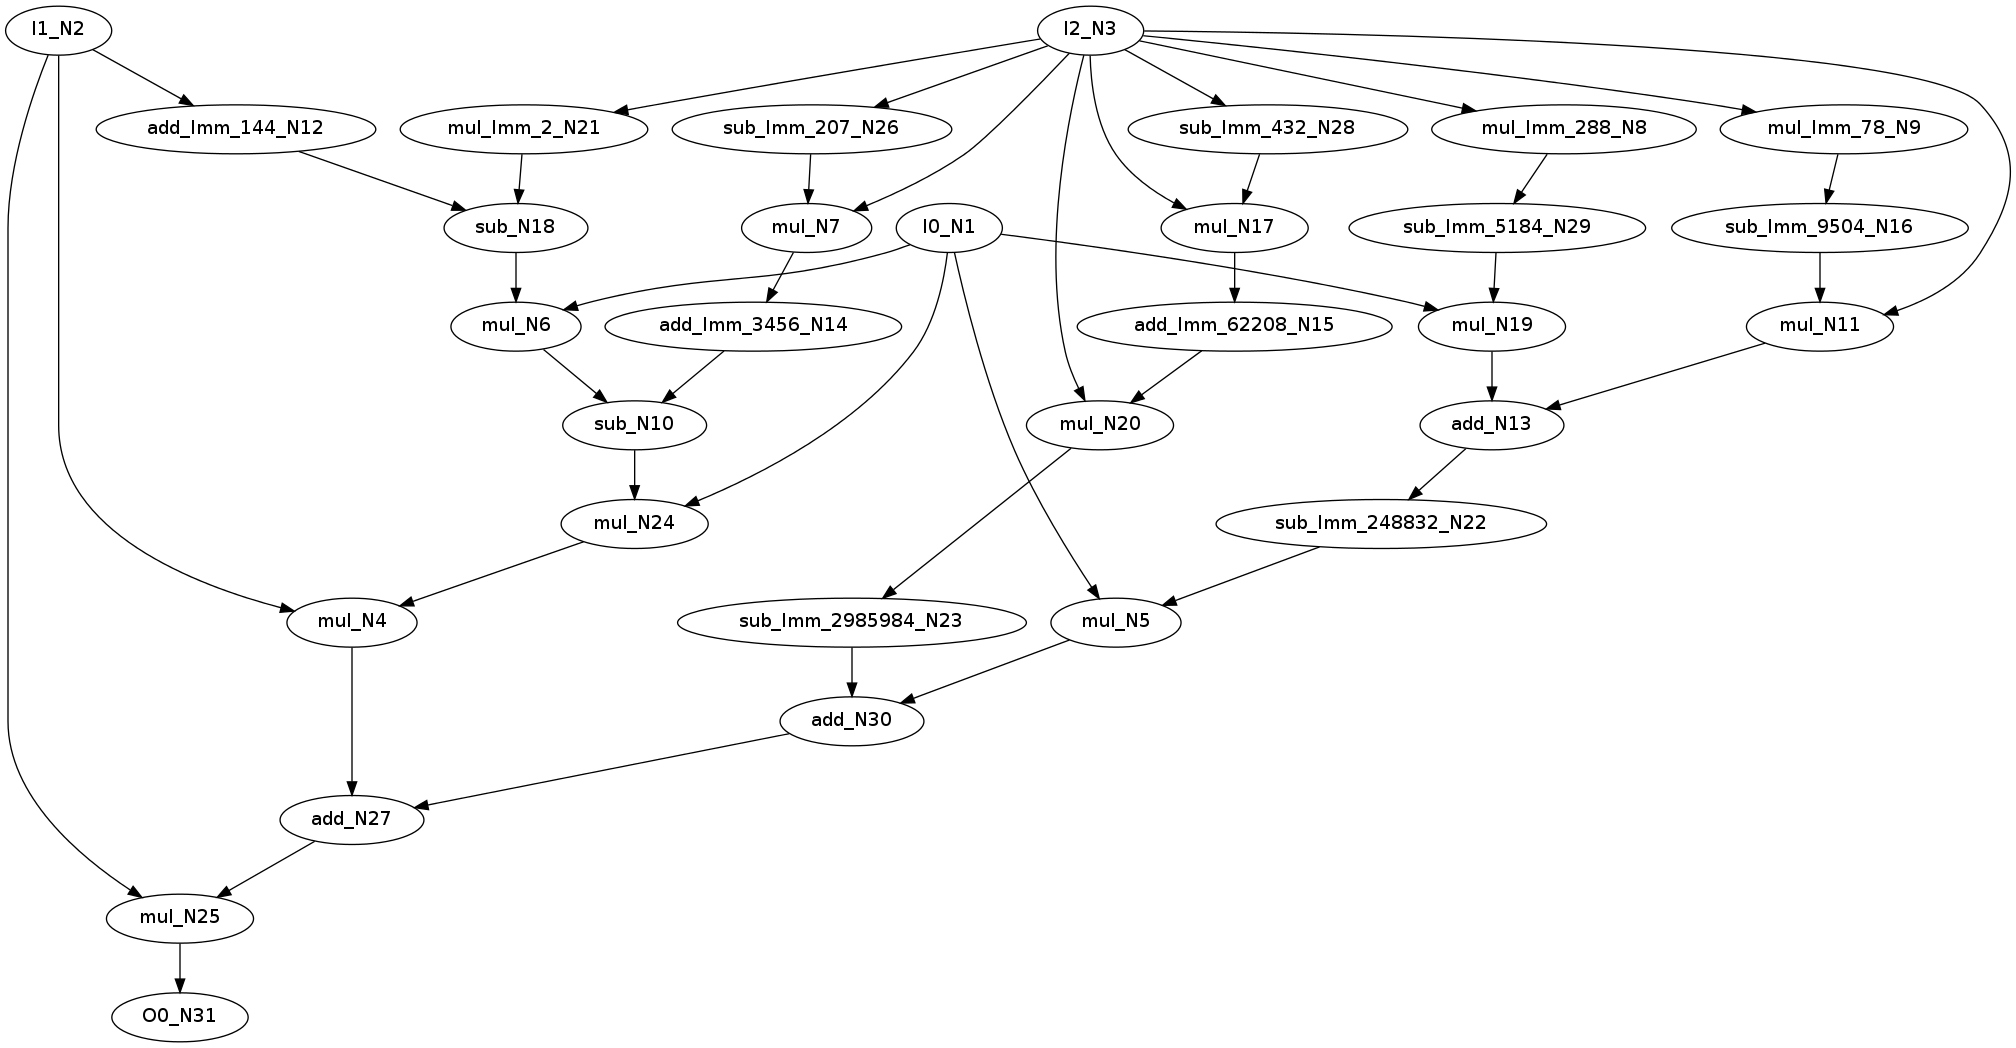 I1_N2
I2_N3
add_Imm_144_N12
mul_Imm_2_N21
sub_Imm_207_N26
sub_Imm_432_N28
mul_Imm_288_N8
mul_Imm_78_N9
sub_N18
mul_N7
I0_N1
mul_N17
sub_Imm_5184_N29
sub_Imm_9504_N16
mul_N6
add_Imm_3456_N14
add_Imm_62208_N15
mul_N19
mul_N11
sub_N10
mul_N20
add_N13
mul_N24
sub_Imm_248832_N22
mul_N4
sub_Imm_2985984_N23
mul_N5
add_N30
add_N27
mul_N25
O0_N31